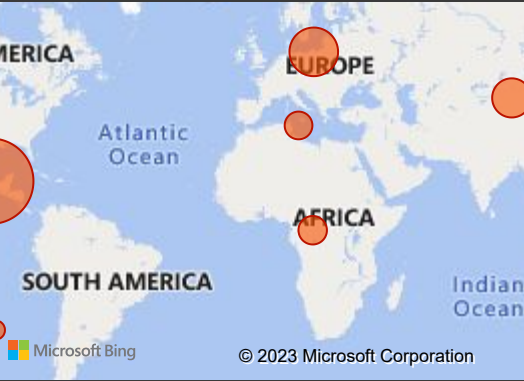 MERICA
EUROPE
Atlantic
Ocean
AFRICA
SOUTH AMERICA
Indian
Ocean
Microsoft Bing
© 2023 Microsoft Corporation